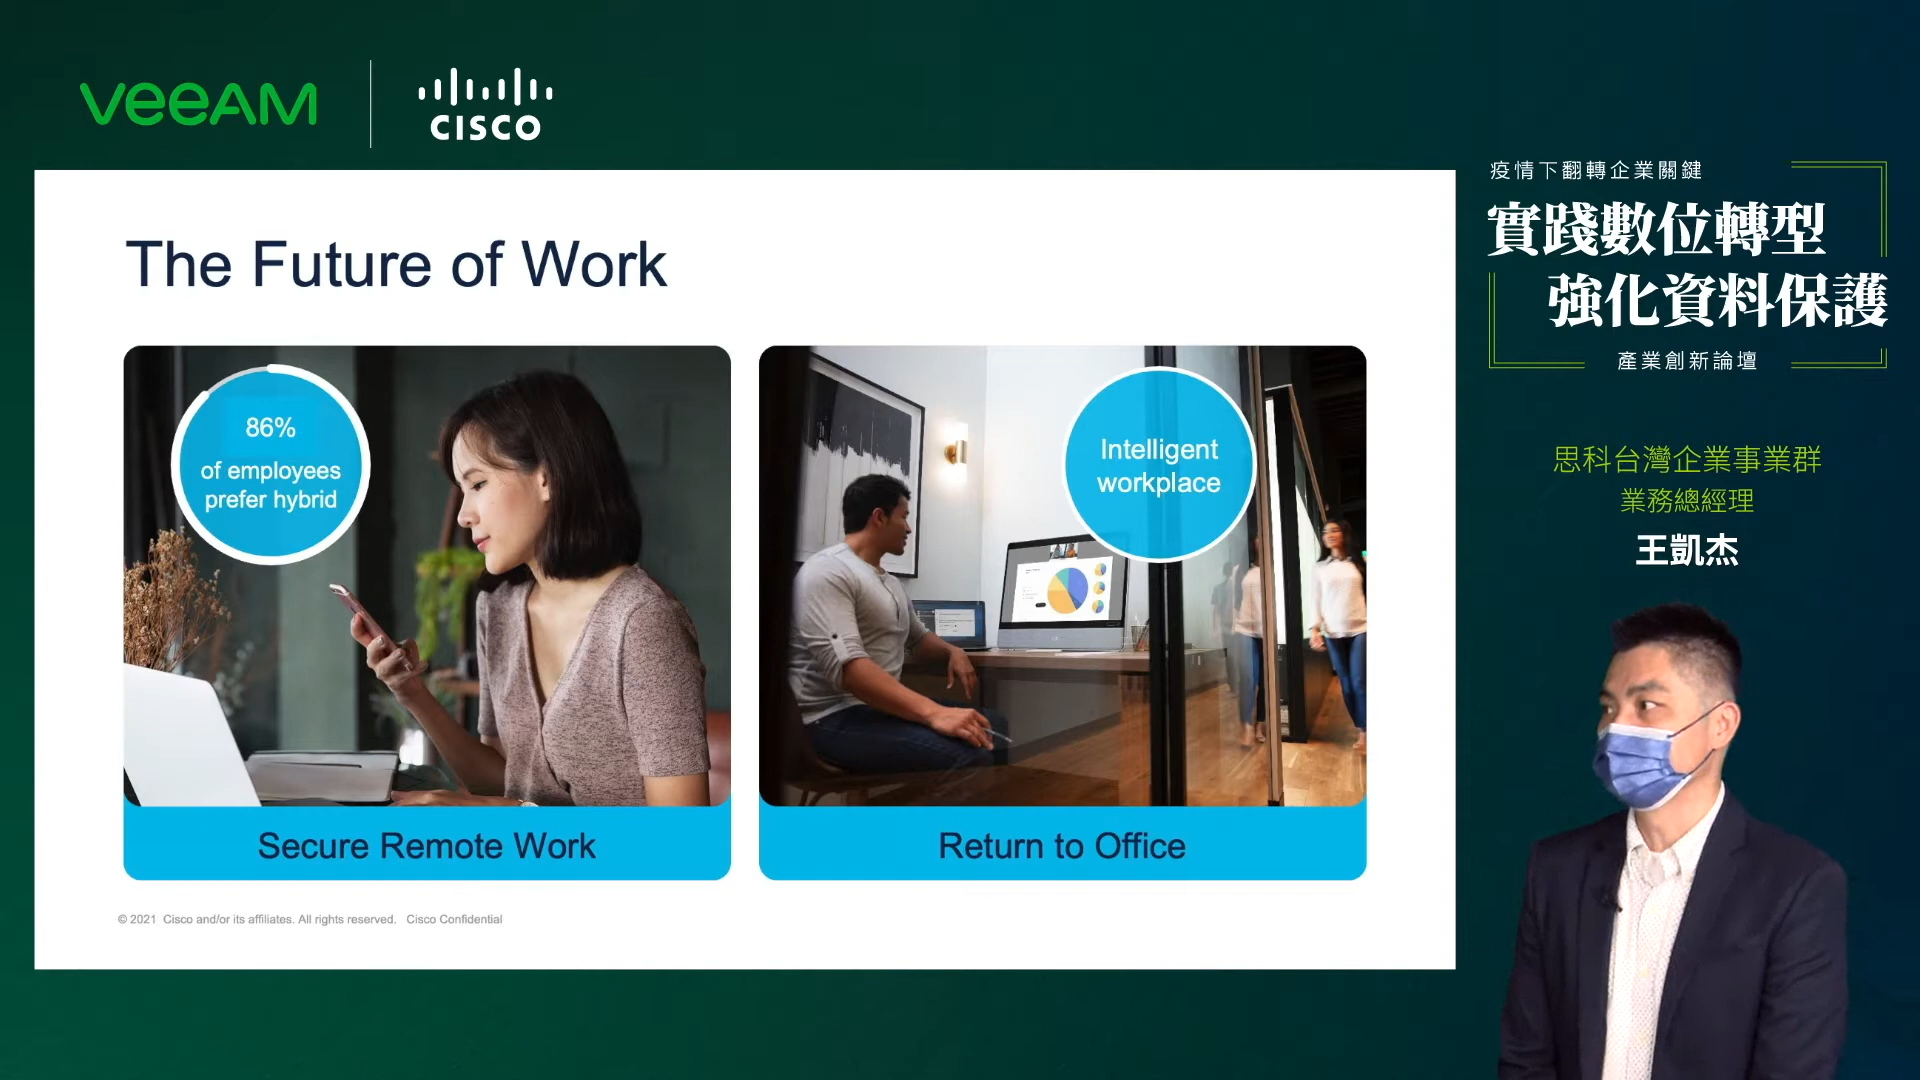 veeAM
CISCO
疫情下翻轉企業關鍵
實踐數位轉型
強化資料保護
產業創新論壇
思科台灣企業事業群
業務總經理
王凱杰
The Future of Work
86%
of employees
prefer hybrid
Secure Remote Work
Intelligent
workplace
Return to Office
© 2021 Cisco and/or its affiliates. All rights reserved. Cisco Confidential